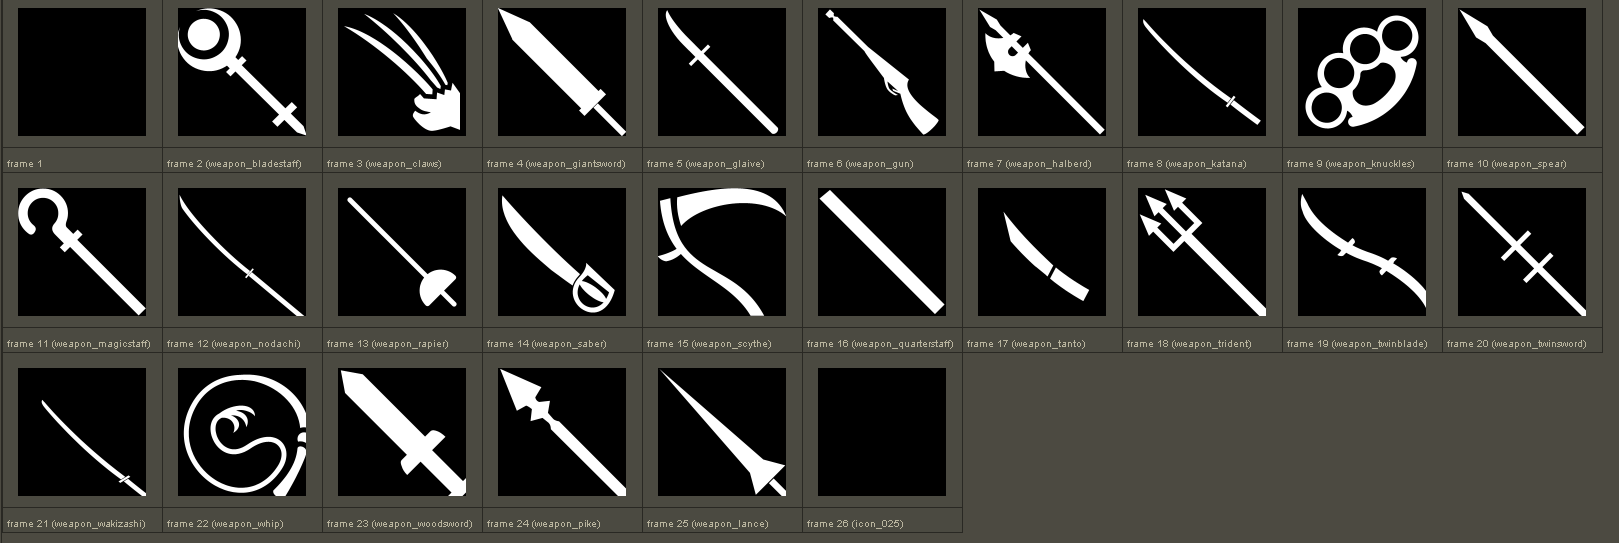 frame 1
frame 2 (weapon_bladestaff)
frame 3 (weapon_claws)
frame 4 (weapon_giantsword)
frame 5 (weapon_glaive)
frame 6 (weapon_gun)
frame 7 (weapon_halberd)
frame 8 (weapon_katana)
frame 9 (weapon_knuckles)
frame 10 (weapon_spear)
frame 11 (weapon_magicstaff)
frame 12 (weapon_nodachi)
frame 13 (weapon_rapier)
frame 14 (weapon_saber)
frame 15 (weapon_scythe)
frame 16 (weapon_quarterstaff)
frame 17 (weapon_tanto)
frame 18 (weapon_trident)
frame 19 (weapon_twinblade)
frame 20 (weapon_twinsword)
frame 21 (weapon_wakizashi)
frame 22 (weapon_whip)
frame 23 (weapon_woodsword)
frame 24 (weapon_pike)
frame 25 (weapon_lance)
frame 26 (icon_025)